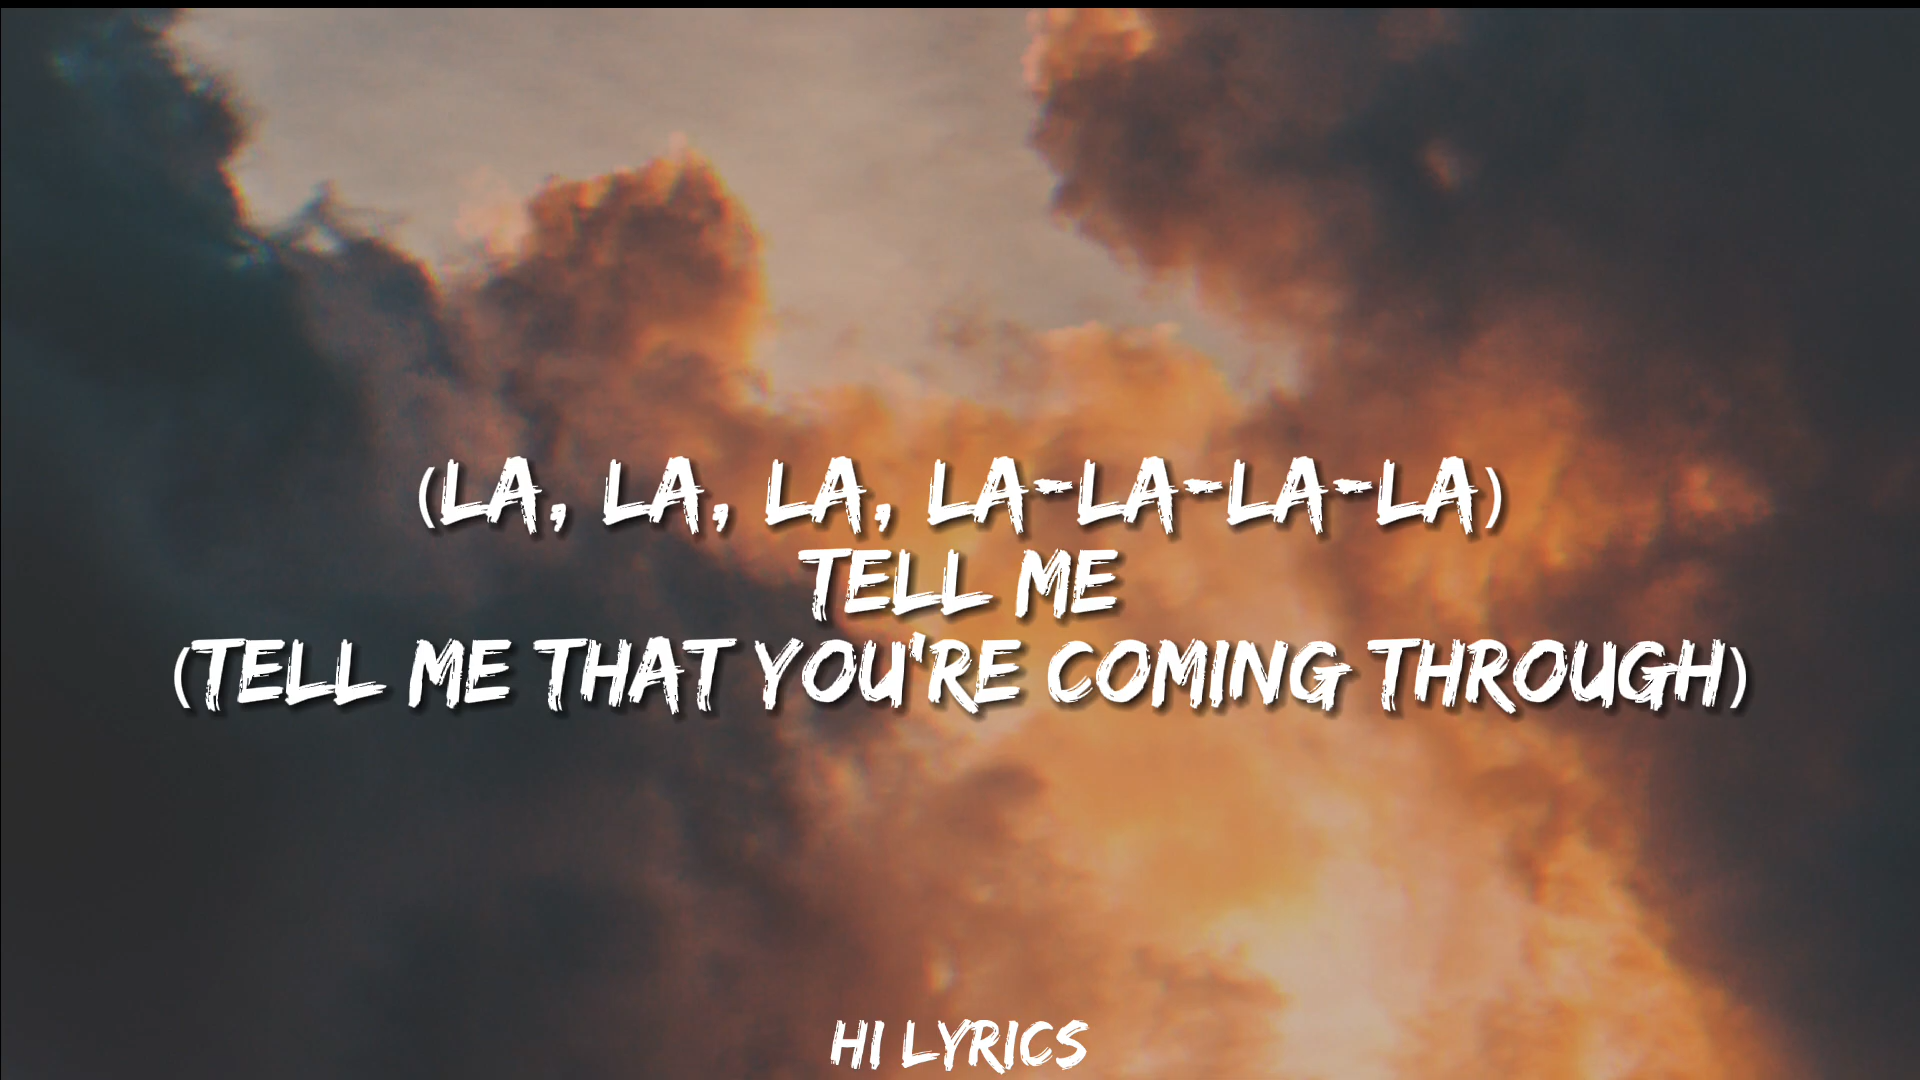 (LA, LA, LA, LA-LA-LA-LA)
TELL ME
(TELL ME THAT YOU'RE COMING THROUGH)
HI LYRICS